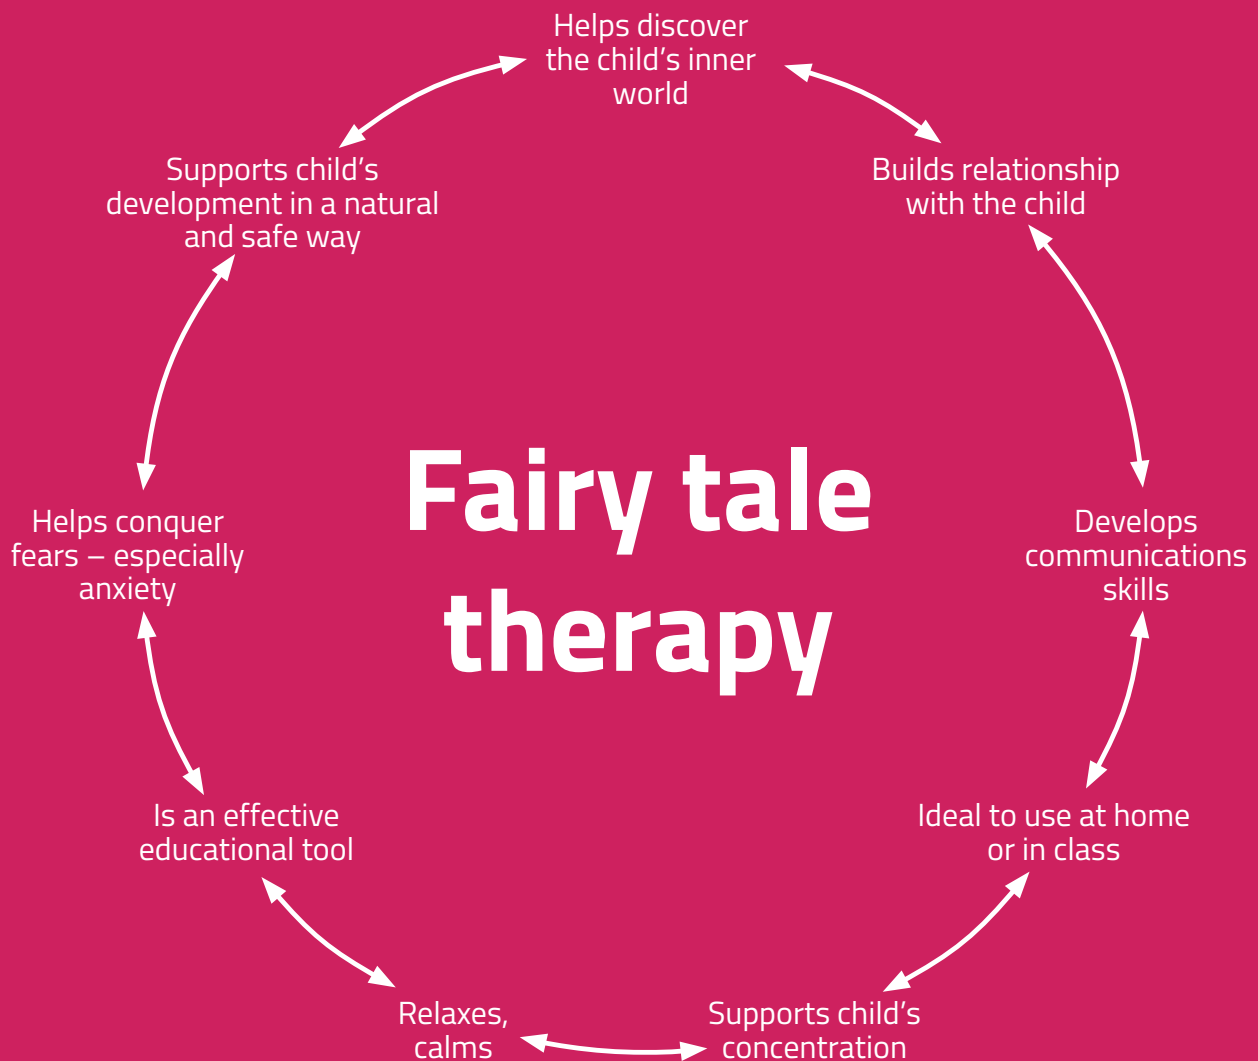 Helps discover
the child's inner
world
Builds relationship
with the child
Develops
communications
skills
Ideal to use at home
or in class
Supports child's
concentration
Relaxes,
calms
Is an effective
educational tool
Helps conquer
fears – especially
anxiety
Supports child's
development in a natural
and safe way
Fairy tale
therapy